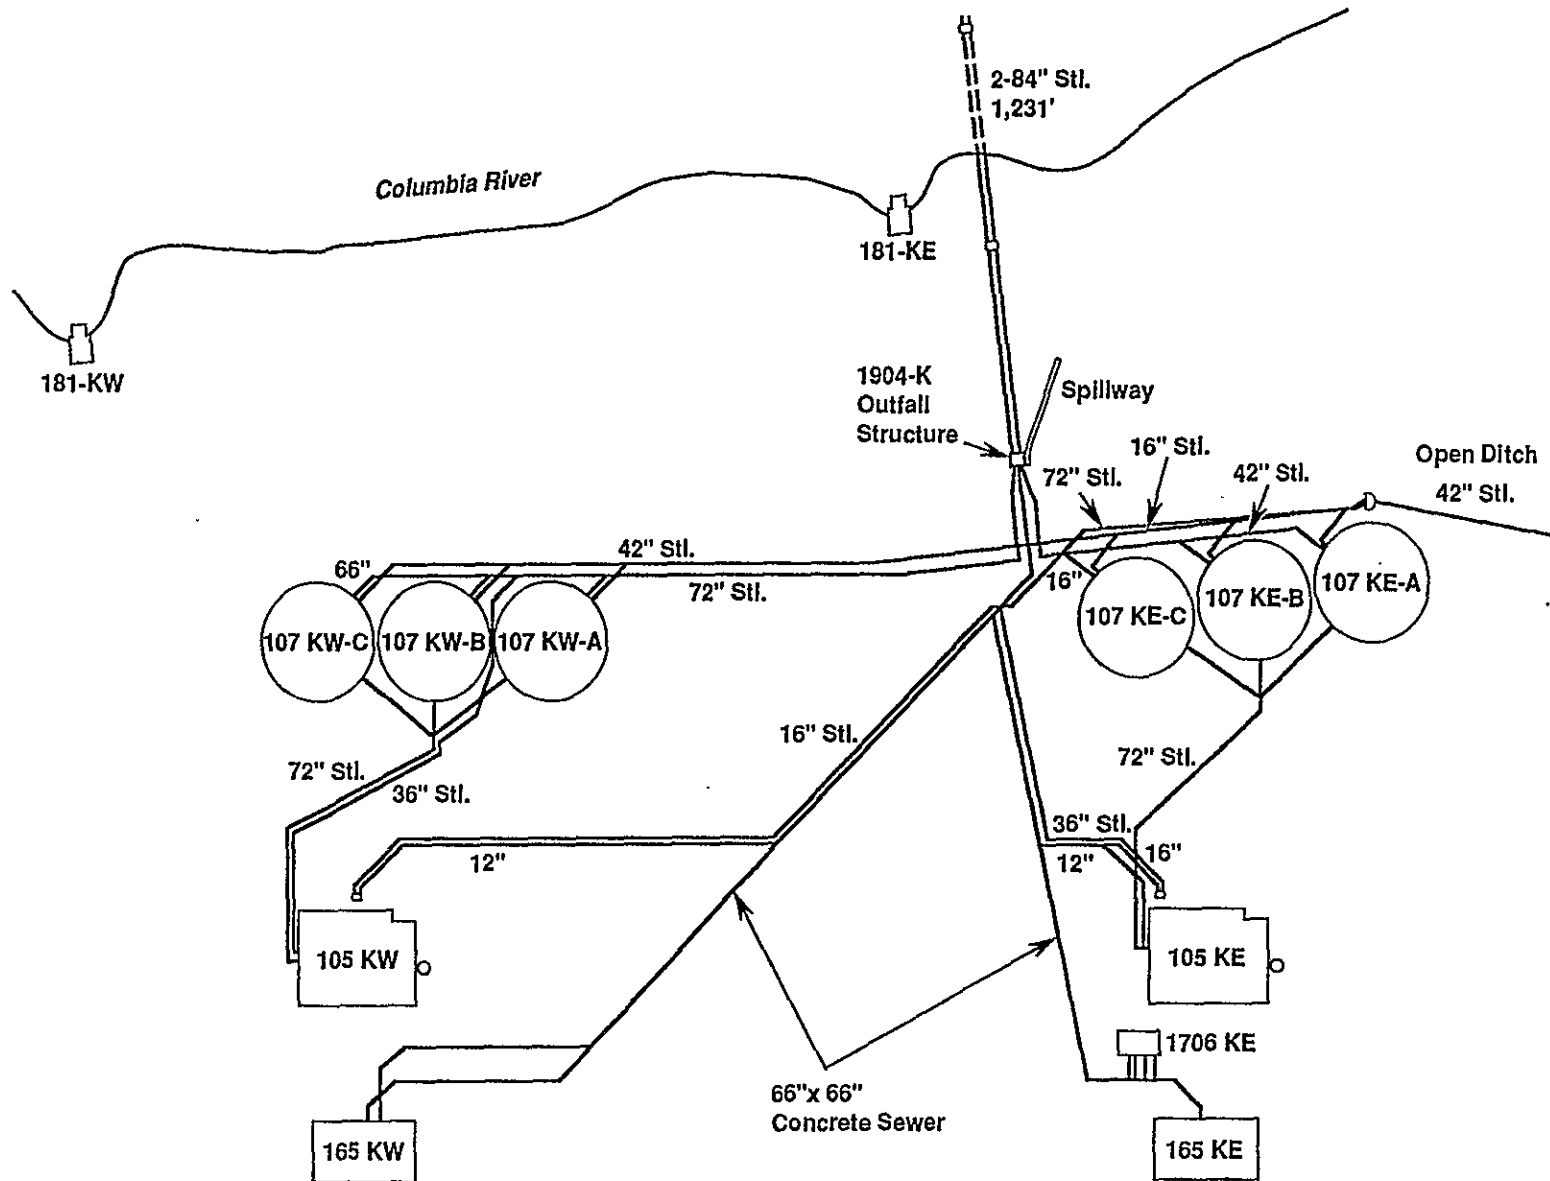 2-84" Stl.
1,231'
Columbia River
181-KE
181-KW
1904-K
Outfall
Structure
Spillway
16" Stl.
72" Stl.
42" Stl.
Open Ditch
42" Stl.
42" Stl.
66"
72" Stl.
16"
107 KW-C
107 KW-B
107 KW-A
107 KE-C
107 KE-B
107 KE-A
16" Stl.
72" Stl.
72" Stl.
36" Stl.
36" Stl.
12"
12"
16"
105 KW
105 KE
1706 KE
66"x 66"
Concrete Sewer
165 KW
165 KE